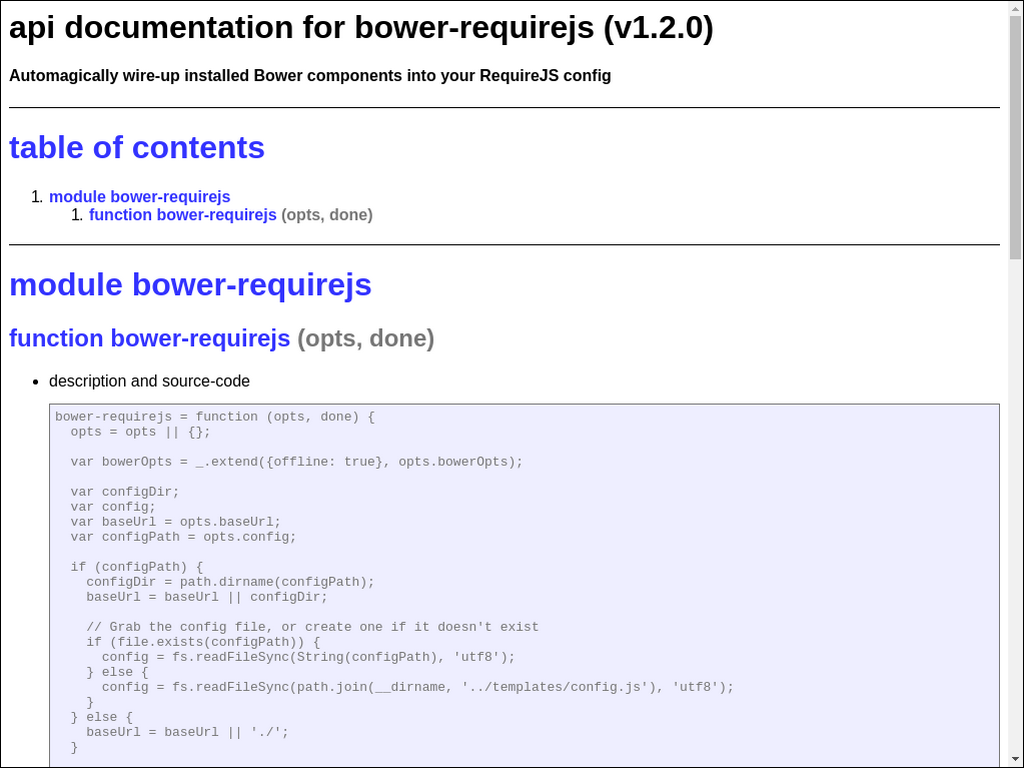 api documentation for bower-requirejs (v1.2.0)
Automagically wire-up installed Bower components into your RequireJS config
table of contents
1. module bower-requirejs
1. function bower-requirejs (opts, done)
module bower-requirejs
function bower-requirejs (opts, done)
• description and source-code
bower-requirejs = function (opts, done) {
  opts = opts || {};

  var bowerOpts = _.extend({offline: true}, opts.bowerOpts);

  var configDir;
  var config;
  var baseUrl = opts.baseUrl;
  var configPath = opts.config;

  if (configPath) {
    configDir = path.dirname(configPath);
    baseUrl = baseUrl || configDir;

    // Grab the config file, or create one if it doesn't exist
    if (file.exists(configPath)) {
      config = fs.readFileSync(String(configPath), 'utf8');
    } else {
      config = fs.readFileSync(path.join(__dirname, '../templates/config.js'), 'utf8');
    }
  } else {
    baseUrl = baseUrl || './';
  }